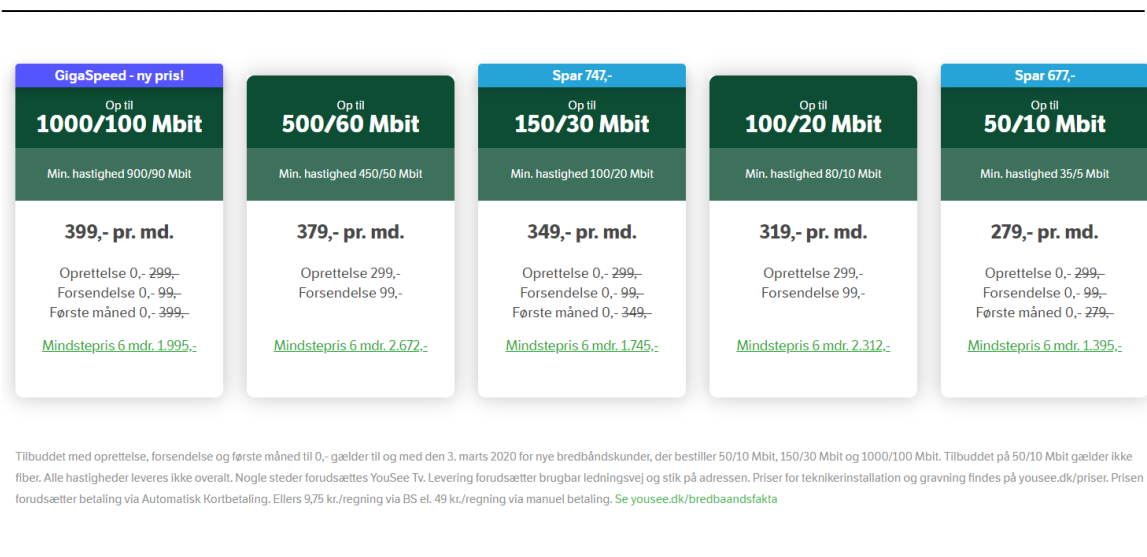 GigaSpeed - ny pris!
Op til
1000/100 Mbit
Min. hastighed 900/90 Mbit
399,- pr. md.
Oprettelse 0,- 299,-
Forsendelse 0,- 99,-
Første måned 0,- 399,-
Mindstepris 6 mdr. 1.995,-
Op til
500/60 Mbit
Min. hastighed 450/50 Mbit
379,- pr. md.
Oprettelse 299,-
Forsendelse 99,-
Mindstepris 6 mdr. 2.672,-
Spar 747,-
Op til
150/30 Mbit
Min. hastighed 100/20 Mbit
349,- pr. md.
Oprettelse 0,- 299,-
Forsendelse 0,- 99,-
Første måned 0,- 349,-
Mindstepris 6 mdr. 1.745,-
Op til
100/20 Mbit
Min. hastighed 80/10 Mbit
319,- pr. md.
Oprettelse 299,-
Forsendelse 99,-
Mindstepris 6 mdr. 2.312,-
Spar 677,-
Op til
50/10 Mbit
Min. hastighed 35/5 Mbit
279,- pr. md.
Oprettelse 0,- 299,-
Forsendelse 0,- 99,-
Første måned 0,- 279,-
Mindstepris 6 mdr. 1.395,-
Tilbuddet med oprettelse, forsendelse og første måned til 0,- gælder til og med den 3. marts 2020 for nye bredbåndskunder, der bestiller 50/10 Mbit, 150/30 Mbit og 1000/100 Mbit. Tilbuddet på 50/10 Mbit gælder ikke
fiber. Alle hastigheder leveres ikke overalt. Nogle steder forudsættes YouSee Tv. Levering forudsætter brugbar ledningsvej og stik på adressen. Priser for teknikerinstallation og gravning findes på yousee.dk/priser. Prisen
forudsætter betaling via Automatisk Kortbetaling. Ellers 9,75 kr./regning via BS el. 49 kr./regning via manuel betaling. Se yousee.dk/bredbaandsfakta